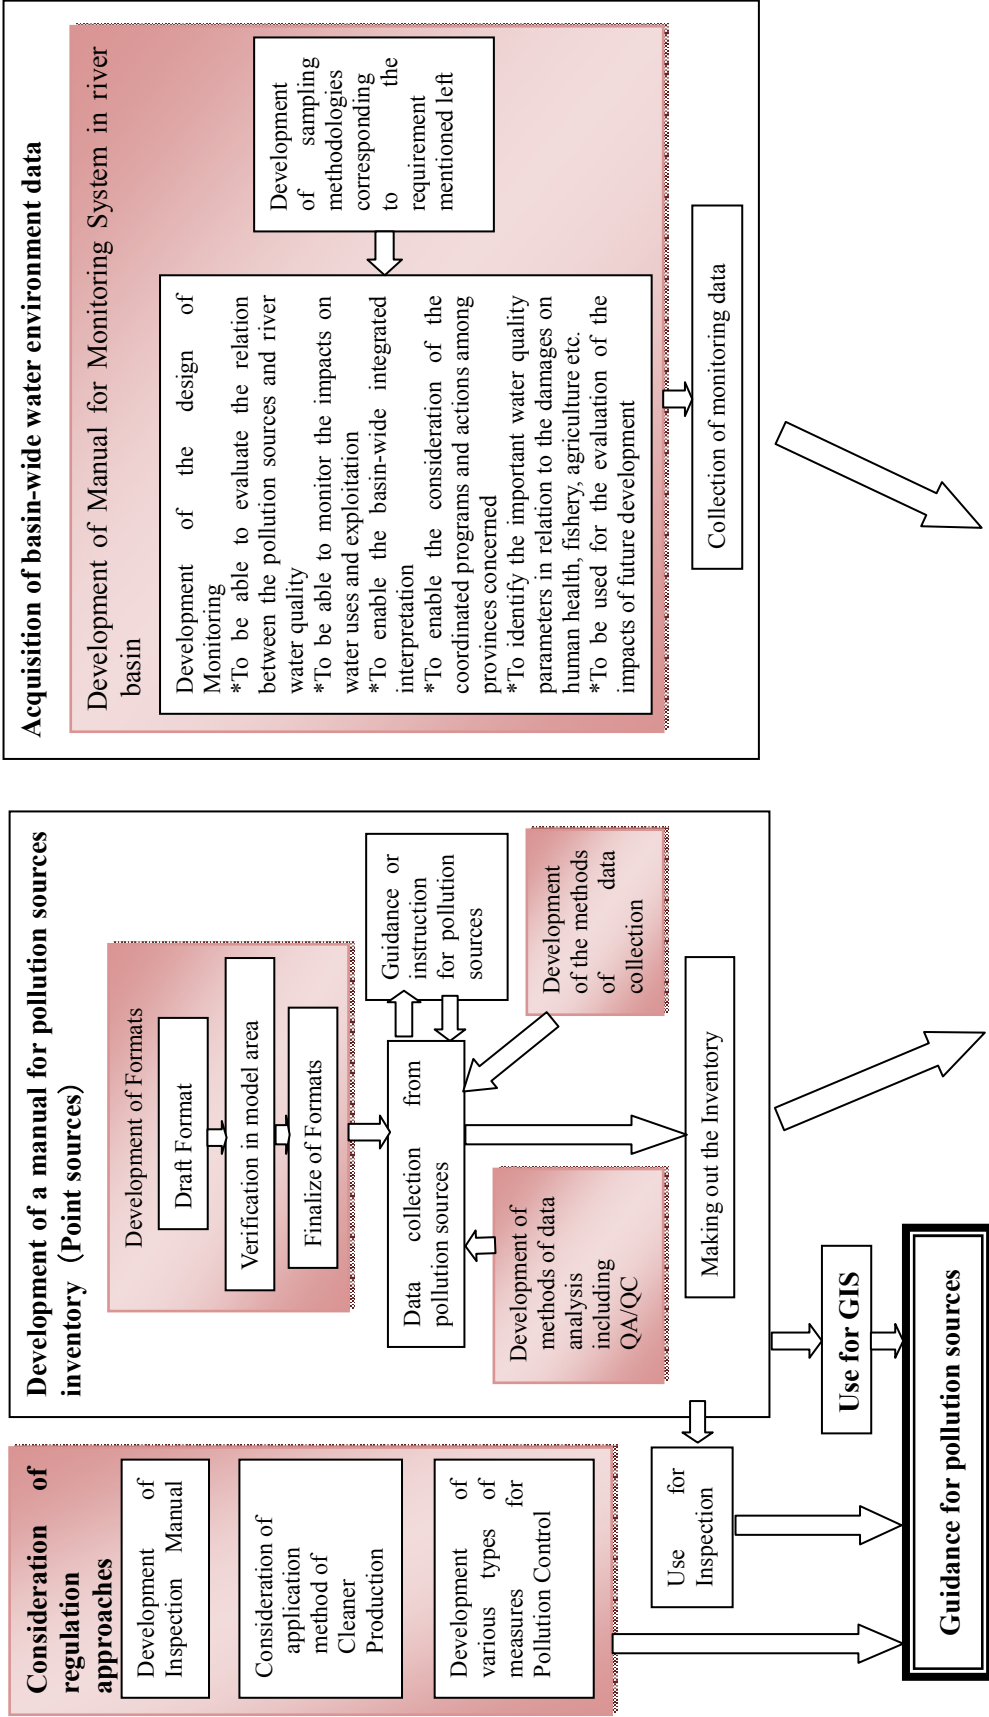 Consideration of
regulation
approaches
Development of
Inspection Manual
Consideration of
application
method of
Cleaner
Production
Development of
various types of
measures for
Pollution Control
Development of a manual for pollution sources
inventory（Point sources）
Development of Formats
Draft Format
Verification in model area
Finalize of Formats
Data collection from
pollution sources
Guidance or
instruction
for pollution
sources
Development of
methods of data
analysis
including
QA/QC
Development
of the methods
of data
collection
Making out the Inventory
Use for
Inspection
Use for GIS
Guidance for pollution sources
Acquisition of basin-wide water environment data
Development of Manual for Monitoring System in river
basin
Development of the design of
Monitoring
*To be able to evaluate the relation
between the pollution sources and river
water quality
*To be able to monitor the impacts on
water uses and exploitation
*To enable the basin-wide integrated
interpretation
*To enable the consideration of the
coordinated programs and actions among
provinces concerned
*To identify the important water quality
parameters in relation to the damages on
human health, fishery, agriculture etc.
*To be used for the evaluation of the
impacts of future development
Development
of sampling
methodologies
corresponding
to the
requirement
mentioned left
Collection of monitoring data